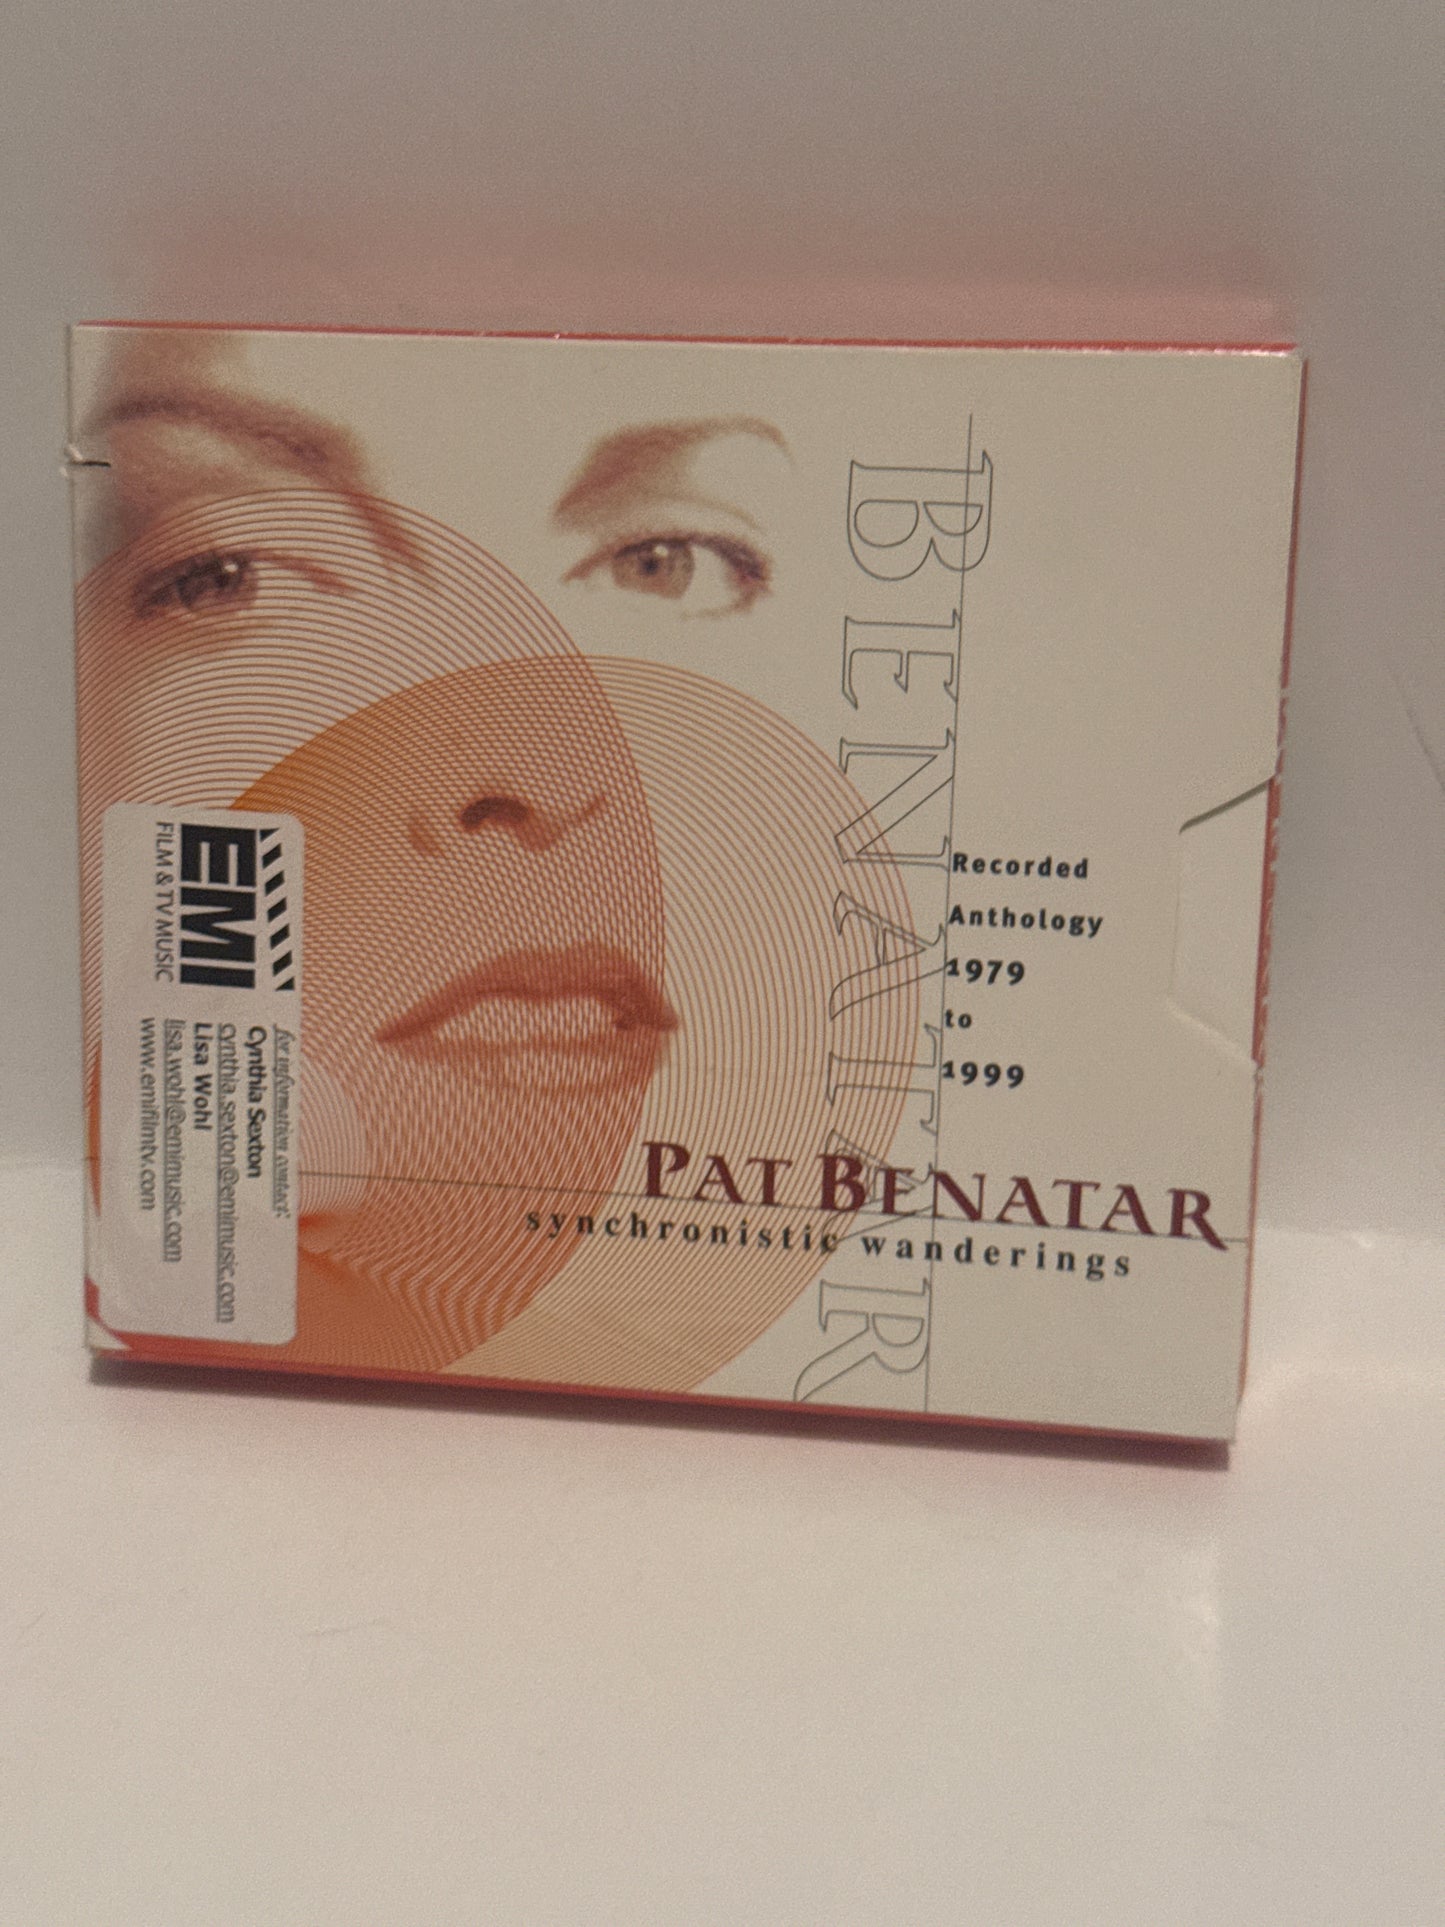 BENATAR
Recorded
Anthology
1979
to
1999
PAT BENATAR
synchronistic wanderings
EMI
FILM & TV MUSIC
for information contact:
Cynthia Sexton
cynthia.sexton@emimusic.com
Lisa Wohl
lisa.wohl@emimusic.com
www.emifilmtv.com